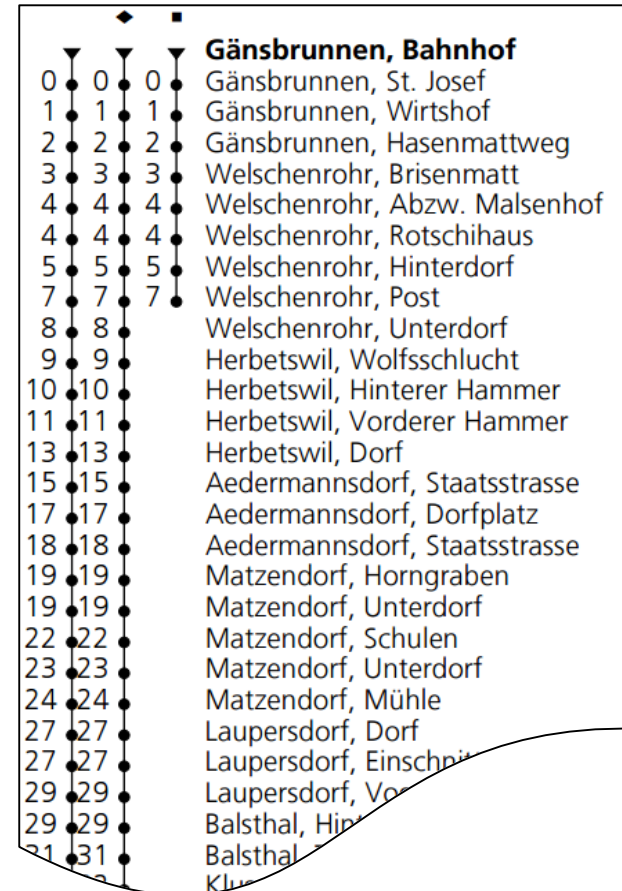 ◆ ■
Gänsbrunnen, Bahnhof
0 0 0 Gänsbrunnen, St. Josef
1 1 1 Gänsbrunnen, Wirtshof
2 2 2 Gänsbrunnen, Hasenmattweg
3 3 3 Welschenrohr, Brisenmatt
4 4 4 Welschenrohr, Abzw. Malsenhof
4 4 4 Welschenrohr, Rotschihaus
5 5 5 Welschenrohr, Hinterdorf
7 7 7 Welschenrohr, Post
8 8 Welschenrohr, Unterdorf
9 9 Herbetswil, Wolfsschlucht
10 10 Herbetswil, Hinterer Hammer
11 11 Herbetswil, Vorderer Hammer
13 13 Herbetswil, Dorf
15 15 Aedermannsdorf, Staatsstrasse
17 17 Aedermannsdorf, Dorfplatz
18 18 Aedermannsdorf, Staatsstrasse
19 19 Matzendorf, Horngraben
19 19 Matzendorf, Unterdorf
22 22 Matzendorf, Schulen
23 23 Matzendorf, Unterdorf
24 24 Matzendorf, Mühle
27 27 Laupersdorf, Dorf
27 27 Laupersdorf,
29 29 Laupersdorf,
29 29 Balsthal,
31 31 Balsthal,